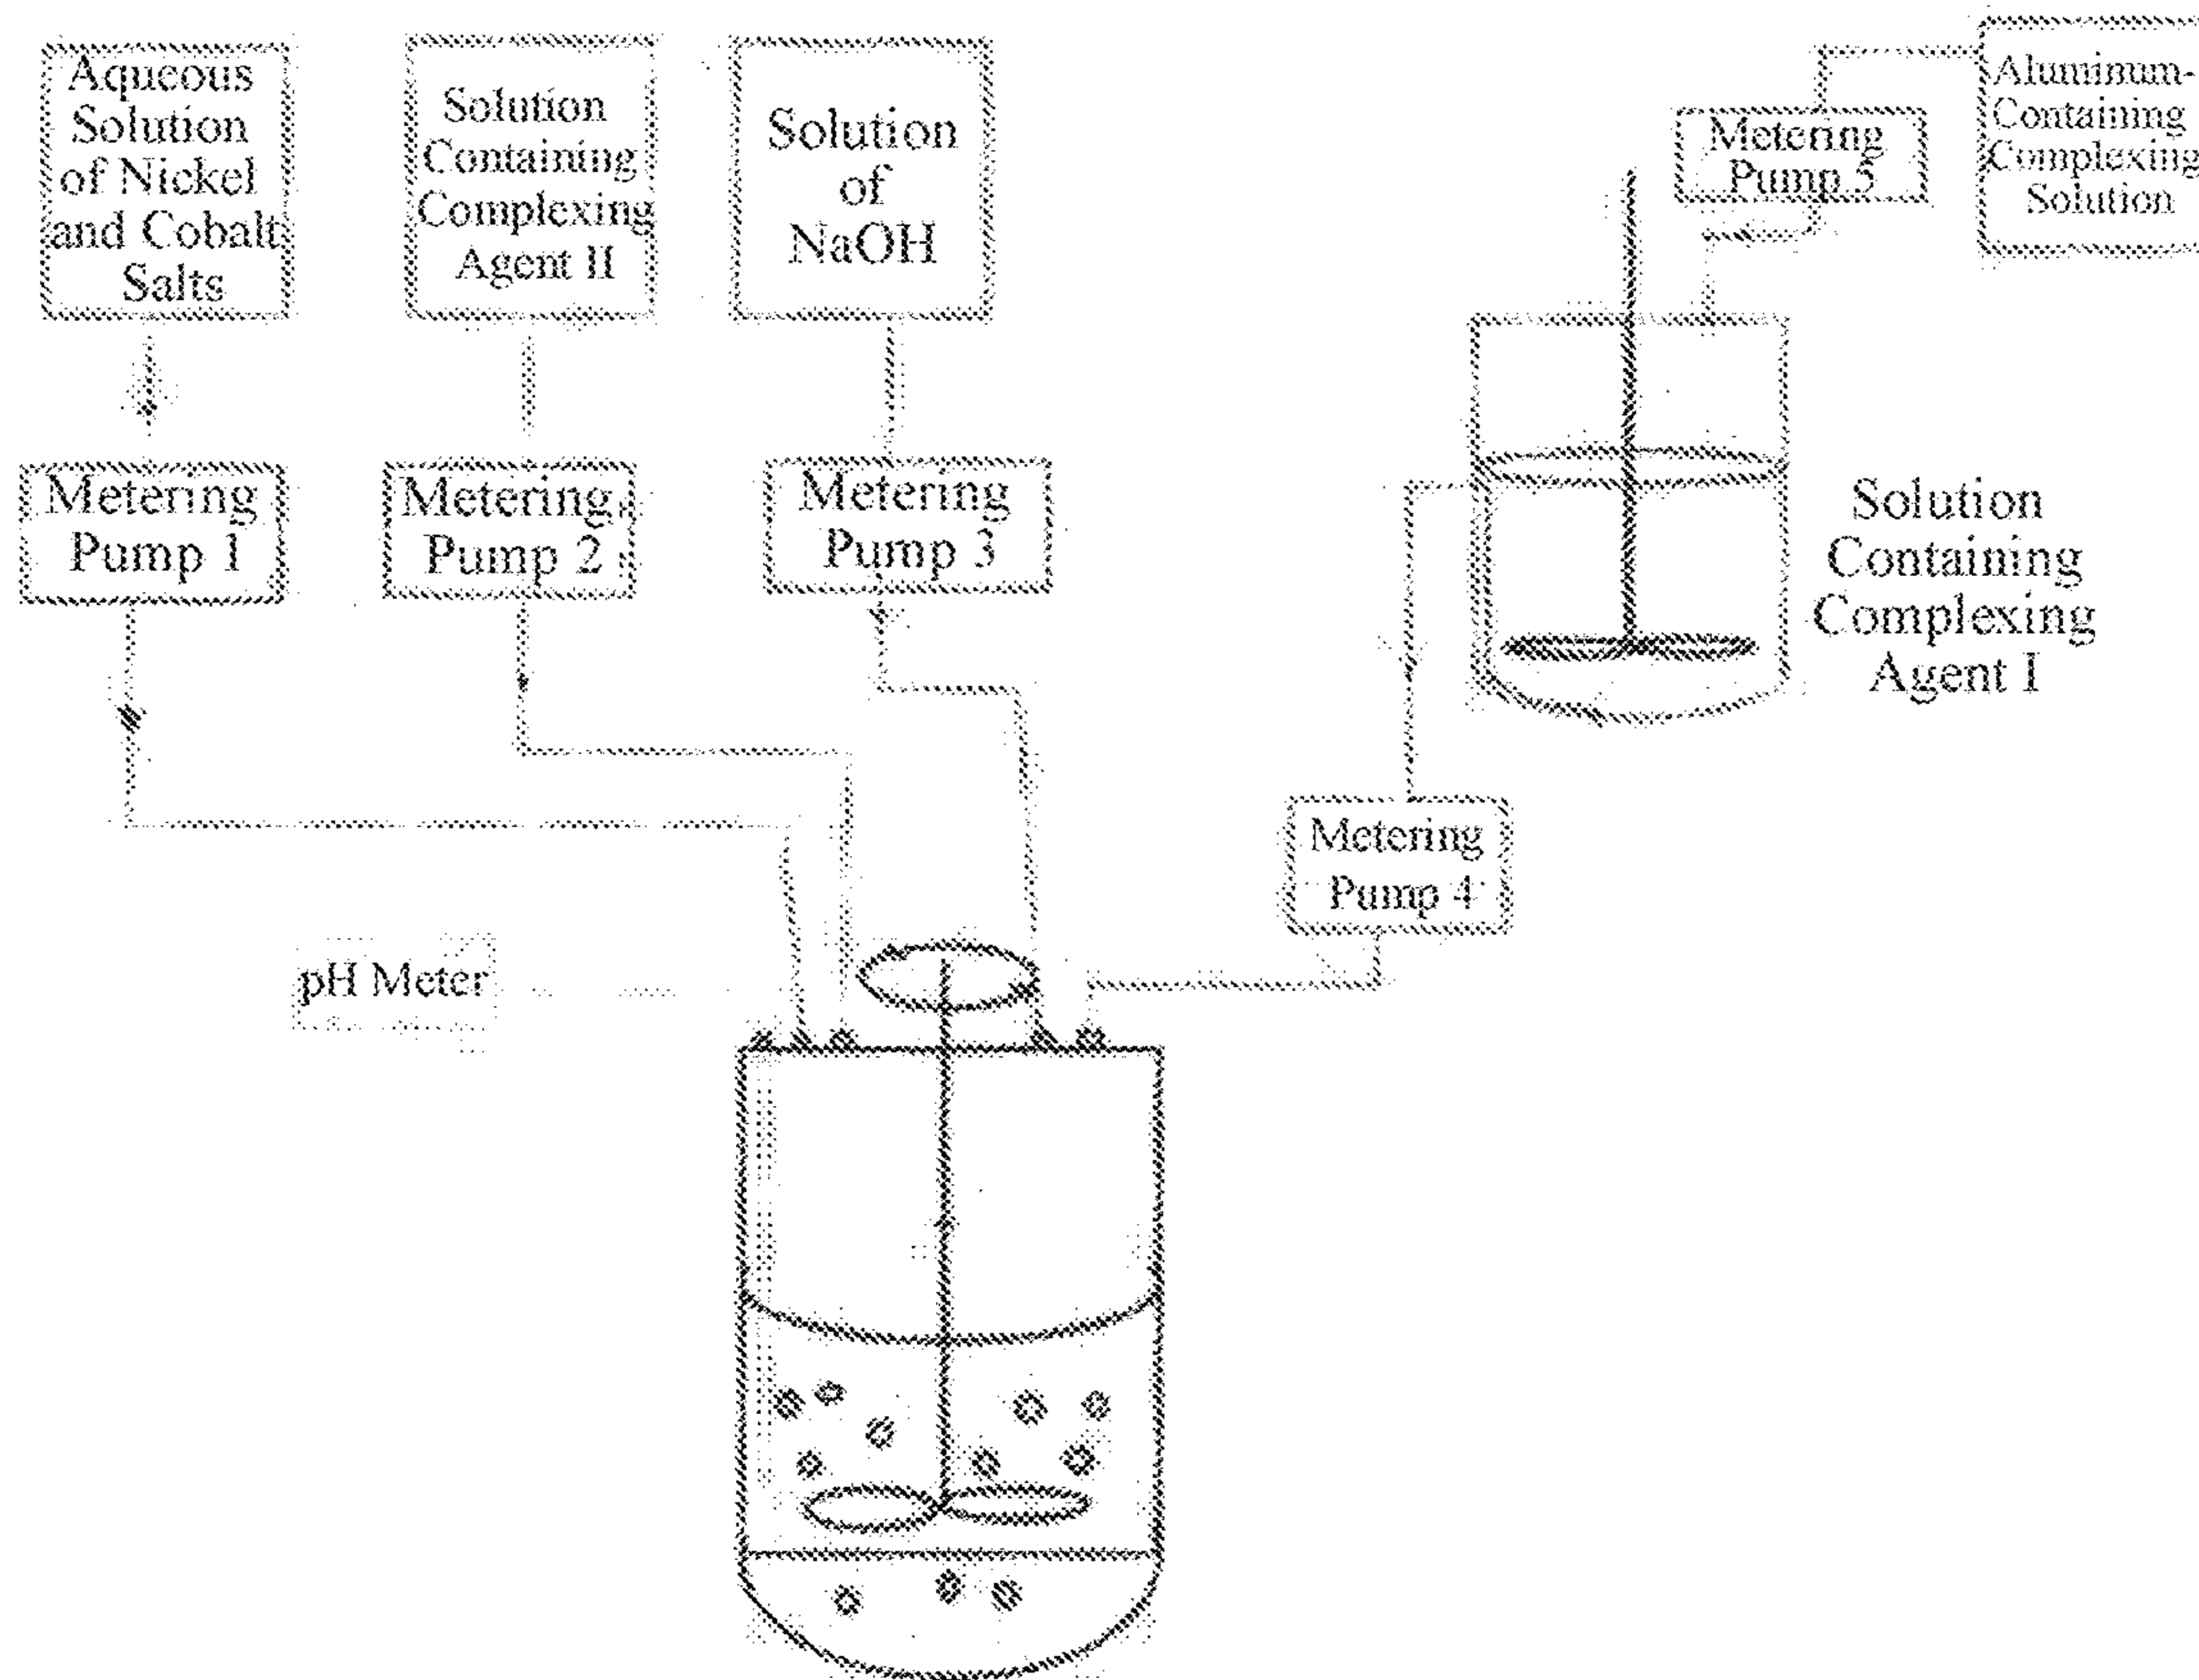 Aqueous
Solution
of Nickel
and Cobalt
Salts
Solution
Containing
Complexing
Agent II
Solution
of
NaOH
Aluminum-
Containing
Complexing
Solution
Metering
Pump 5
Metering
Pump 1
Metering
Pump 2
Metering
Pump 3
Solution
Containing
Complexing
Agent I
Metering
Pump 4
pH Meter